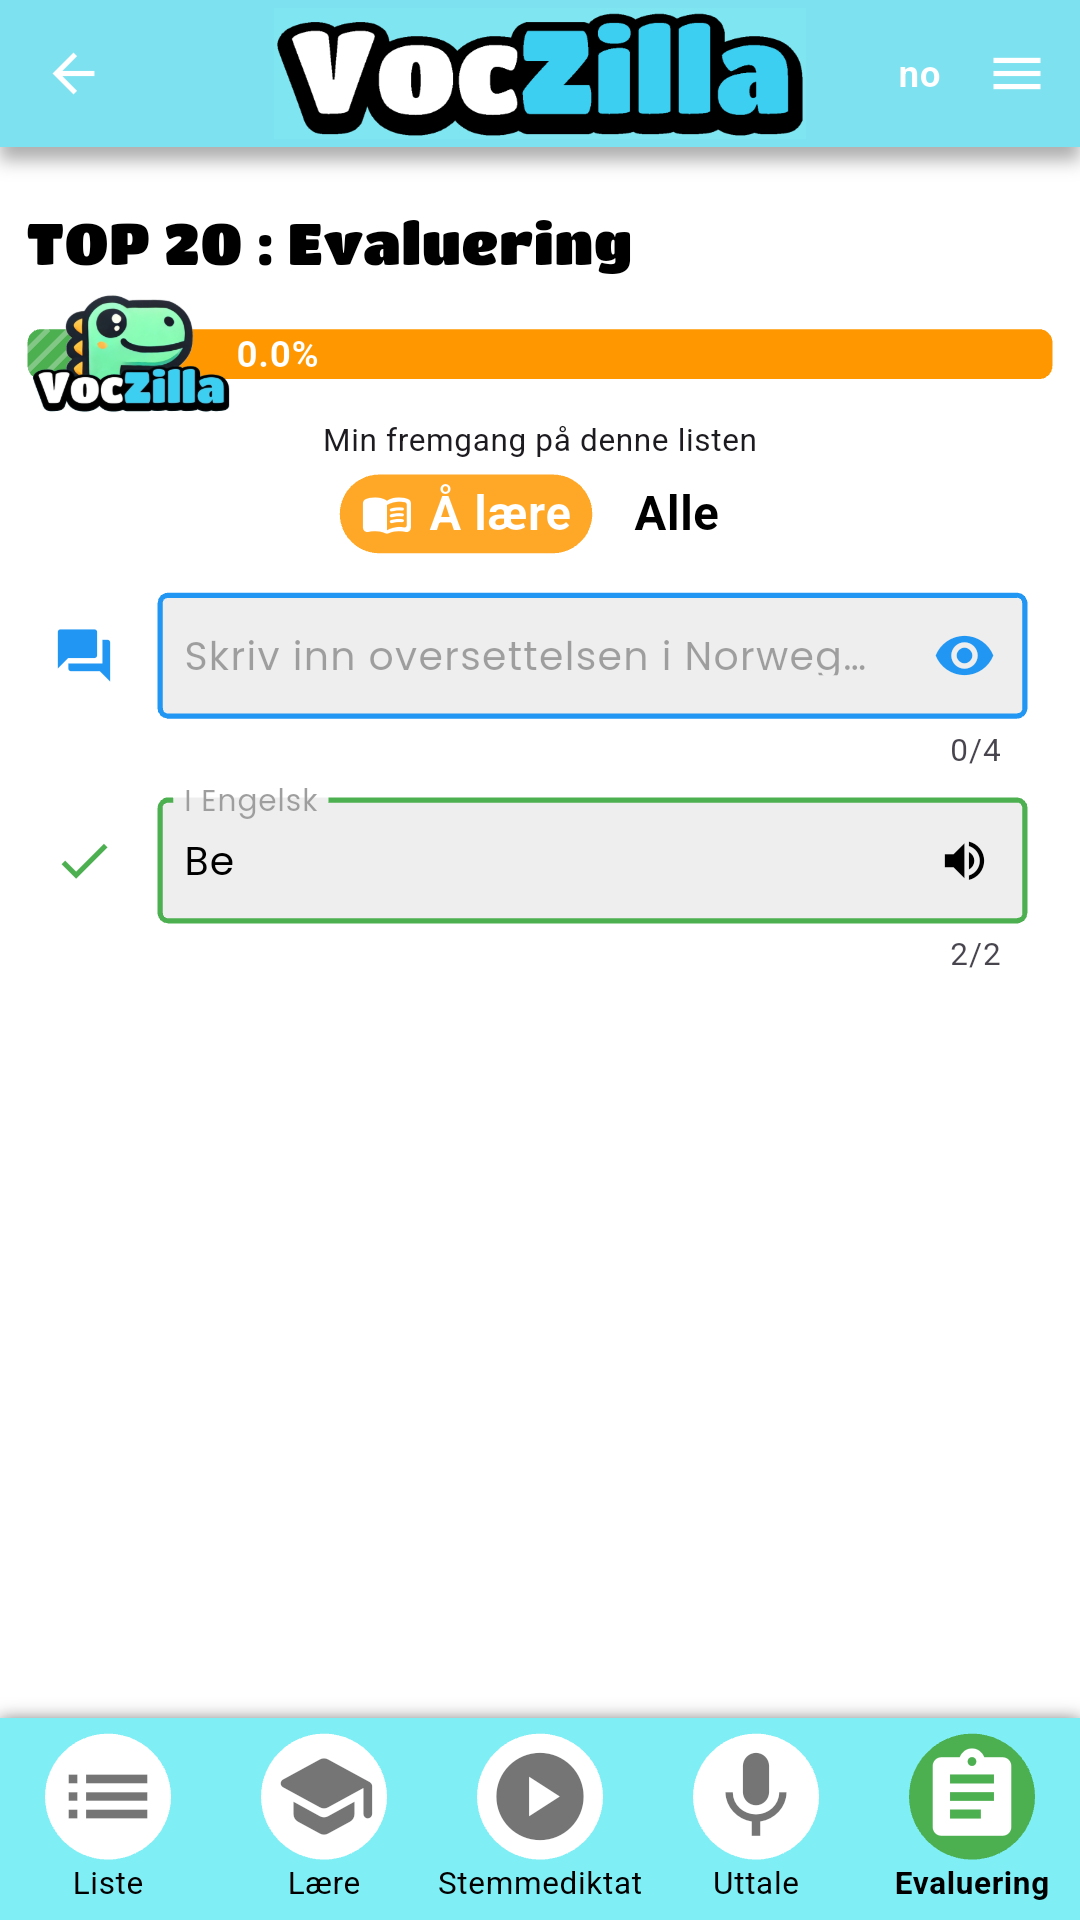 VocZilla
no
TOP 20 : Evaluering
0.0%
VocZilla
Min fremgang på denne listen
Å lære
Alle
Skriv inn oversettelsen i Norweg...
0/4
I Engelsk
Be
2/2
Liste
Lære
Stemmediktat
Uttale
Evaluering